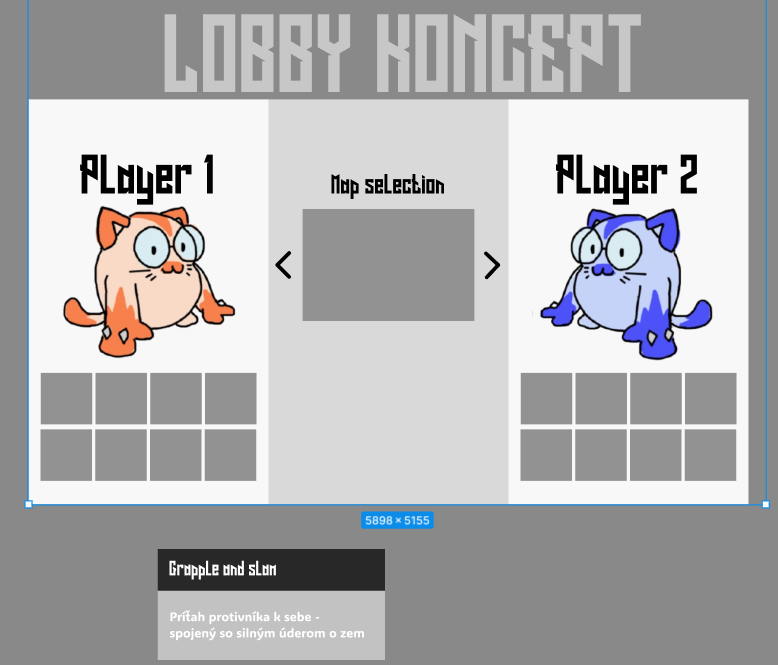 LOBBY KONCEPT
Player 1
Map selection
Player 2
5898 × 5155
Grapple and slam
Príťah protivníka k sebe -
spojený so silným úderom o zem